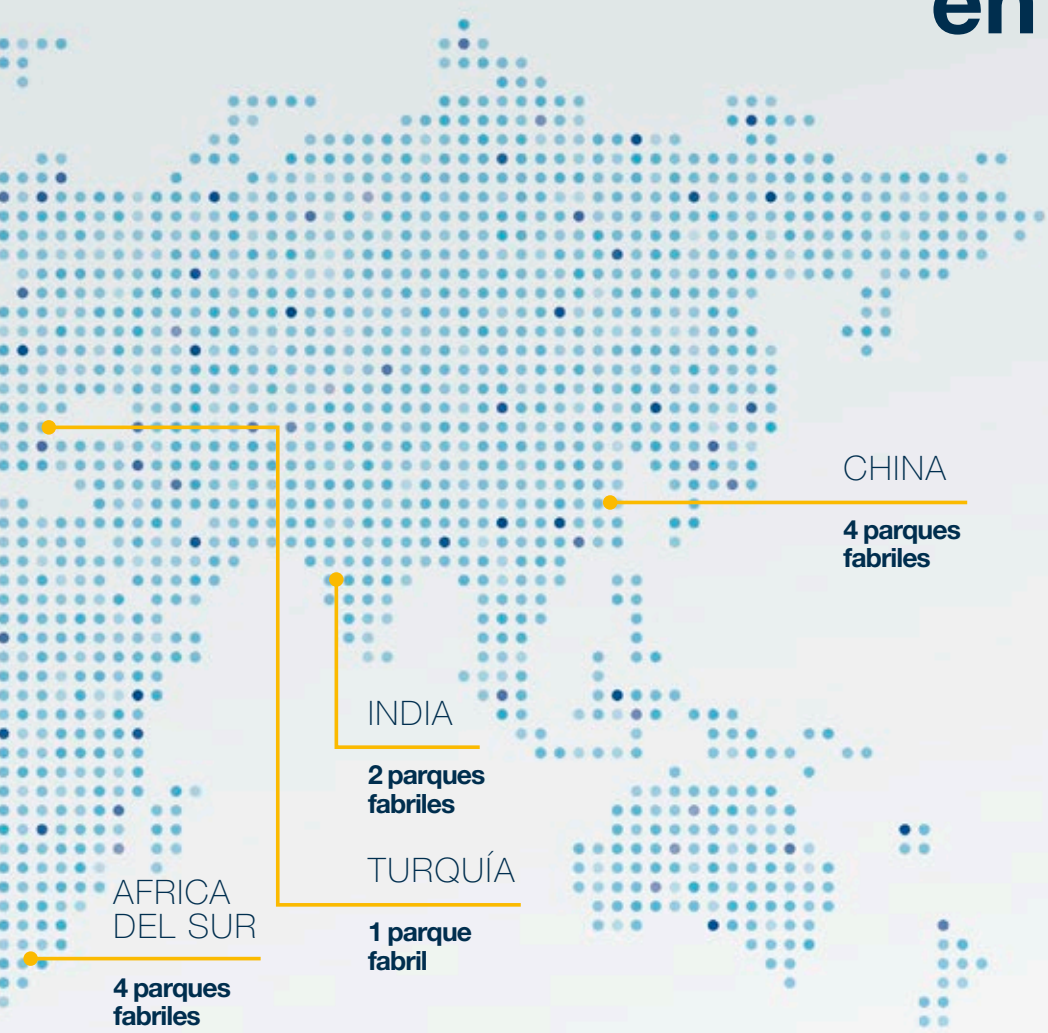 en
CHINA
4 parques
fabriles
INDIA
2 parques
fabriles
TURQUÍA
1 parque
fabril
AFRICA
DEL SUR
4 parques
fabriles